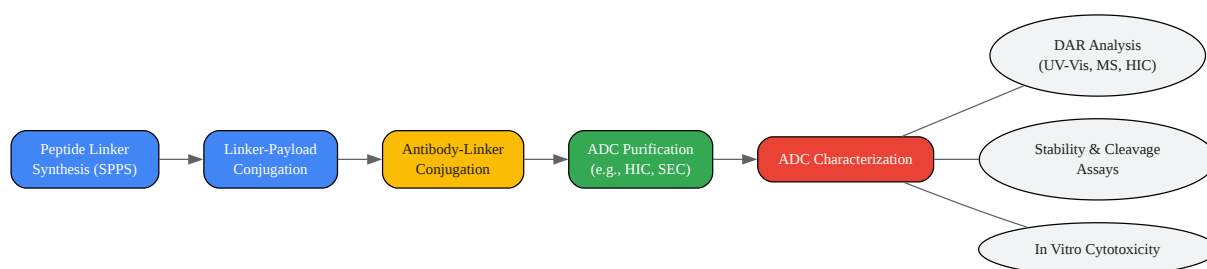 Peptide Linker
Synthesis (SPPS)
Linker-Payload
Conjugation
Antibody-Linker
Conjugation
ADC Purification
(e.g., HIC, SEC)
ADC Characterization
DAR Analysis
(UV-Vis, MS, HIC)
Stability & Cleavage
Assays
In Vitro Cytotoxicity